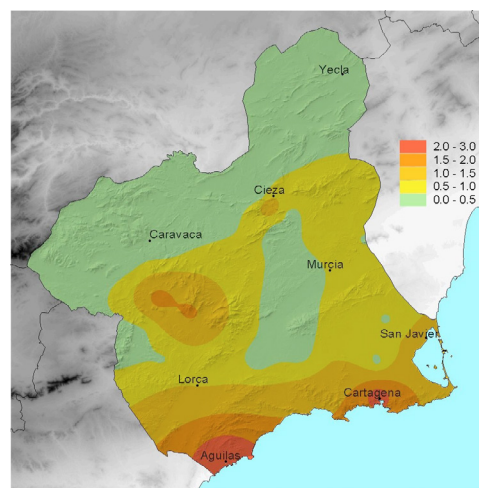 Yecla
2.0 - 3.0
1.5 - 2.0
1.0 - 1.5
0.5 - 1.0
0.0 - 0.5
Cieza
Caravaca
Murcia
San Javier
Lorca
Cartagena
Aguilas